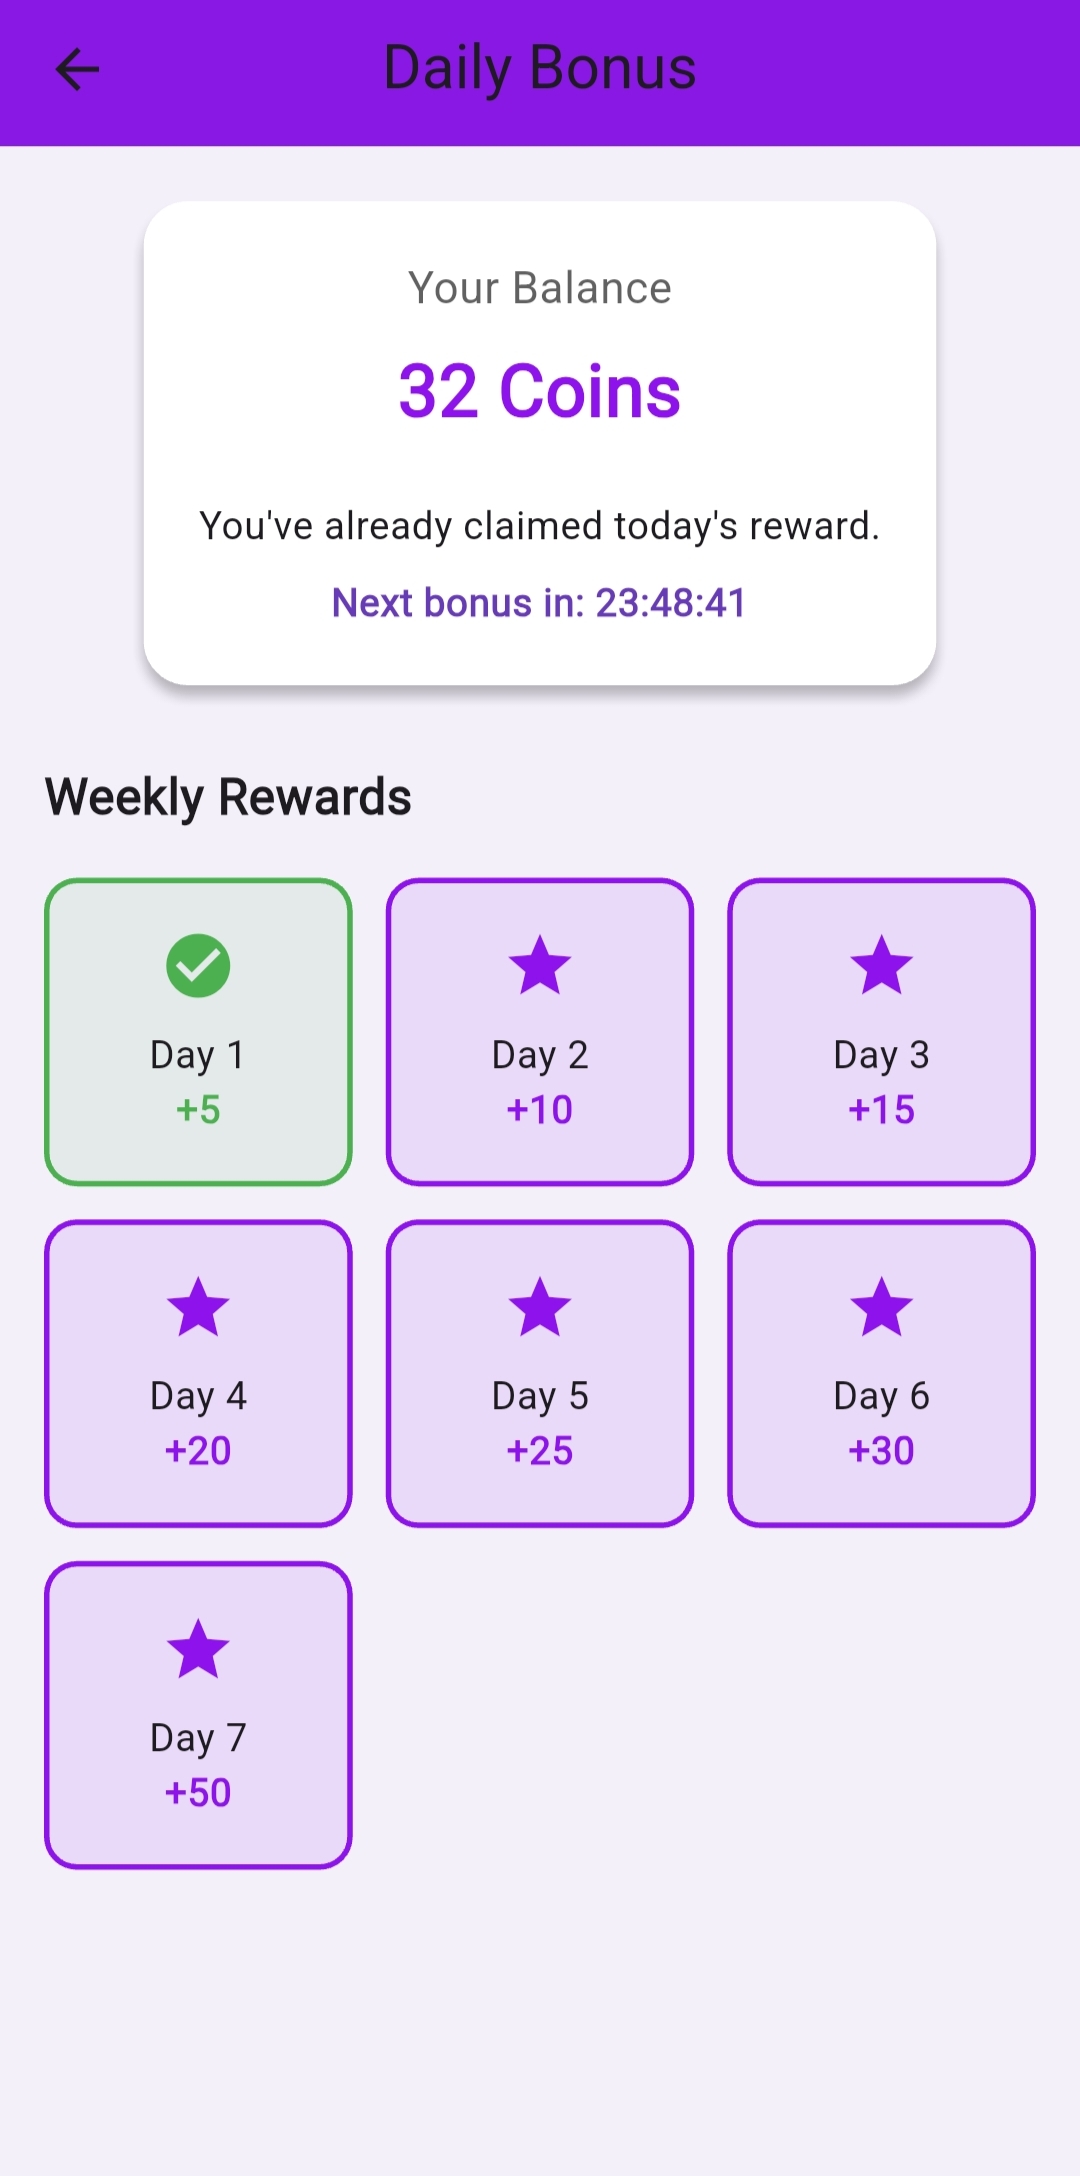 Daily Bonus
Your Balance
32 Coins
You've already claimed today's reward.
Next bonus in: 23:48:41
Weekly Rewards
Day 1
+5
Day 2
+10
Day 3
+15
Day 4
+20
Day 5
+25
Day 6
+30
Day 7
+50